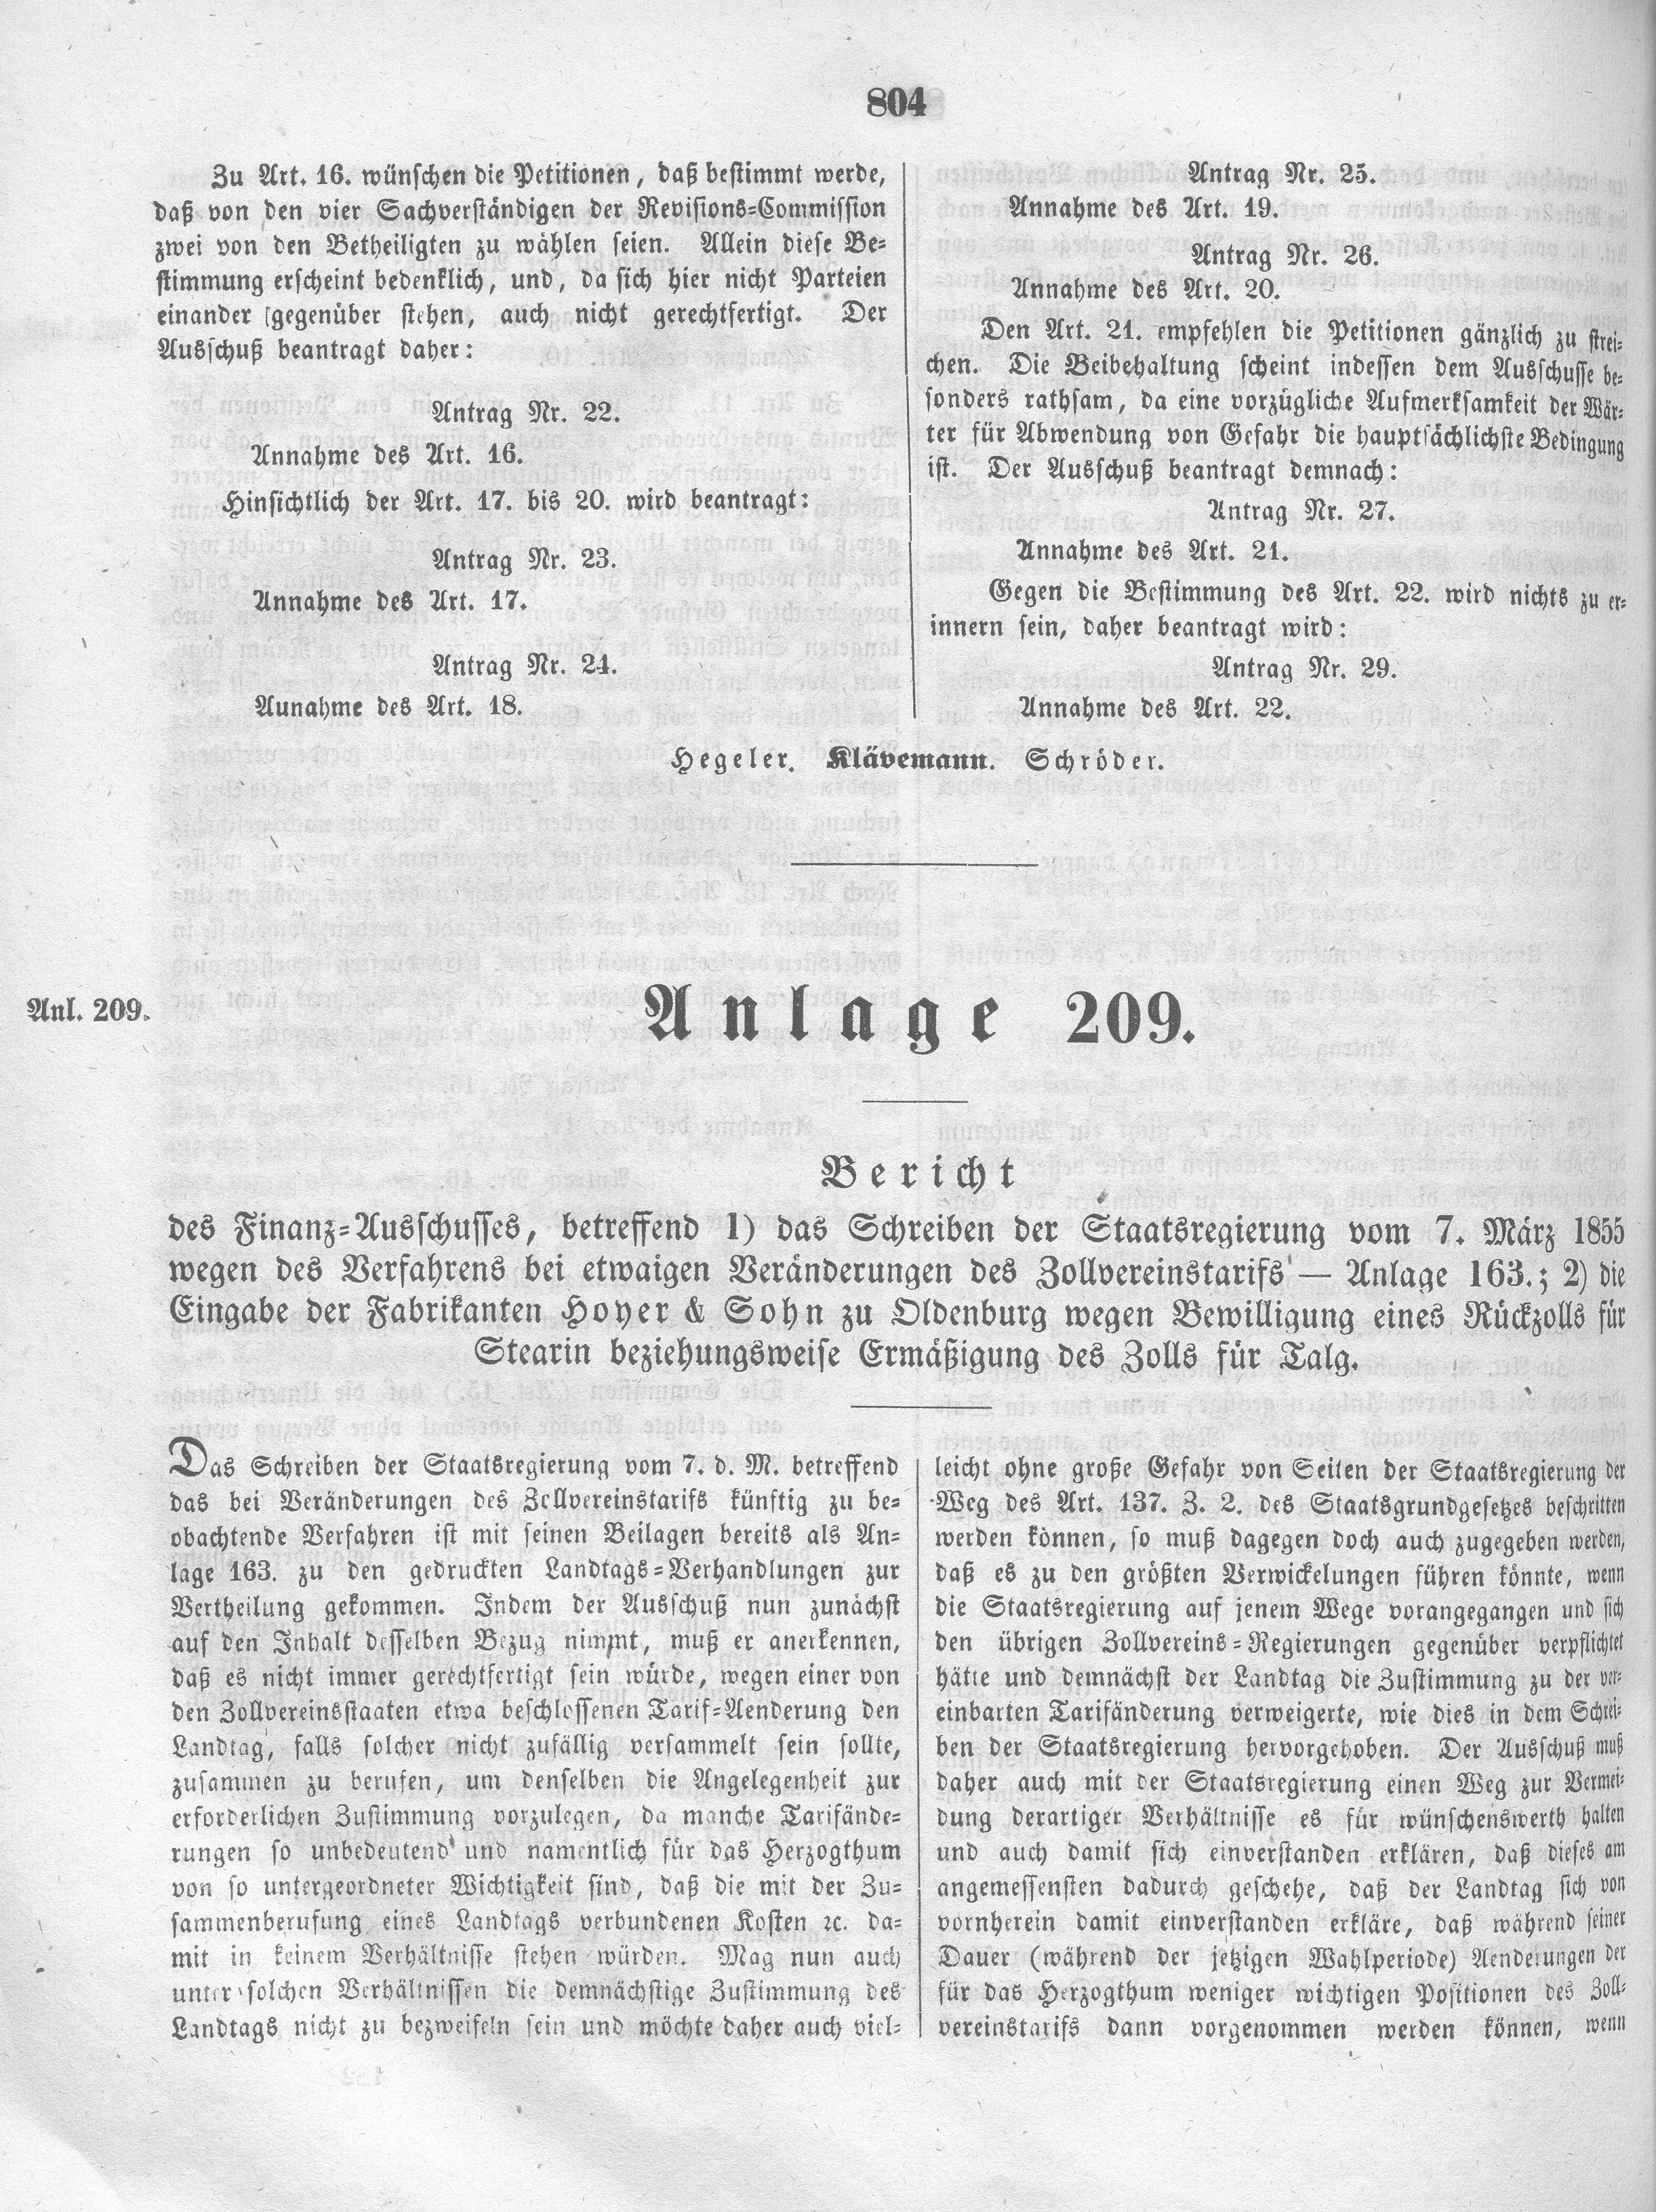 804
Zu Art. 16. wünschen die Petitionen, daß bestimmt werde,
daß von den vier Sachverständigen der Revisions-Commission
zwei von den Betheiligten zu wählen seien. Allein diese Be-
stimmung erscheint bedenklich, und, da sich hier nicht Parteien
einander gegenüber stehen, auch nicht gerechtfertigt. Der
Ausschuß beantragt daher:
Antrag Nr. 22.
Annahme des Art. 16.
Hinsichtlich der Art. 17. bis 20. wird beantragt:
Antrag Nr. 23.
Annahme des Art. 17.
Antrag Nr. 24.
Aunahme des Art. 18.
Antrag Nr. 25.
Annahme des Art. 19.
Antrag Nr. 26.
Annahme des Art. 20.
Den Art. 21. empfehlen die Petitionen gänzlich zu strei-
chen. Die Beibehaltung scheint indessen dem Ausschusse be-
sonders rathsam, da eine vorzügliche Aufmerksamkeit der Wär-
ter für Abwendung von Gefahr die hauptsächlichste Bedingung
ist. Der Ausschuß beantragt demnach:
Antrag Nr. 27.
Annahme des Art. 21.
Gegen die Bestimmung des Art. 22. wird nichts zu er-
innern sein, daher beantragt wird:
Antrag Nr. 29.
Annahme des Art. 22.
Hegeler. Klävemann. Schröder.
Anl. 209.
Anlage 209.
Bericht
des Finanz-Ausschusses, betreffend 1) das Schreiben der Staatsregierung vom 7. März 1855
wegen des Verfahrens bei etwaigen Veränderungen des Zollvereinstarifs — Anlage 163.; 2) die
Eingabe der Fabrikanten Hoyer & Sohn zu Oldenburg wegen Bewilligung eines Rückzolls für
Stearin beziehungsweise Ermäßigung des Zolls für Talg.
Das Schreiben der Staatsregierung vom 7. d. M. betreffend
das bei Veränderungen des Zollvereinstarifs künftig zu be-
obachtende Verfahren ist mit seinen Beilagen bereits als An-
lage 163. zu den gedruckten Landtags-Verhandlungen zur
Vertheilung gekommen. Indem der Ausschuß nun zunächst
auf den Inhalt desselben Bezug nimmt, muß er anerkennen,
daß es nicht immer gerechtfertigt sein würde, wegen einer von
den Zollvereinsstaaten etwa beschlossenen Tarif-Aenderung den
Landtag, falls solcher nicht zufällig versammelt sein sollte,
zusammen zu berufen, um denselben die Angelegenheit zur
erforderlichen Zustimmung vorzulegen, da manche Tarifände-
rungen so unbedeutend und namentlich für das Herzogthum
von so untergeordneter Wichtigkeit sind, daß die mit der Zu-
sammenberufung eines Landtags verbundenen Kosten ꝛc. da-
mit in keinem Verhältnisse stehen würden. Mag nun auch
unter solchen Verhältnissen die demnächstige Zustimmung des
Landtags nicht zu bezweifeln sein und möchte daher auch viel-
leicht ohne große Gefahr von Seiten der Staatsregierung der
Weg des Art. 137. Z. 2. des Staatsgrundgesetzes beschritten
werden können, so muß dagegen doch auch zugegeben werden,
daß es zu den größten Verwickelungen führen könnte, wenn
die Staatsregierung auf jenem Wege vorangegangen und sich
den übrigen Zollvereins-Regierungen gegenüber verpflichtet
hätte und demnächst der Landtag die Zustimmung zu der ver-
einbarten Tarifänderung verweigerte, wie dies in dem Schrei-
ben der Staatsregierung hervorgehoben. Der Ausschuß muß
daher auch mit der Staatsregierung einen Weg zur Vermei-
dung derartiger Verhältnisse es für wünschenswerth halten
und auch damit sich einverstanden erklären, daß dieses am
angemessensten dadurch geschehe, daß der Landtag sich von
vornherein damit einverstanden erkläre, daß während seiner
Dauer (während der jetzigen Wahlperiode) Aenderungen der
für das Herzogthum weniger wichtigen Positionen des Zoll-
vereinstarifs dann vorgenommen werden können, wenn